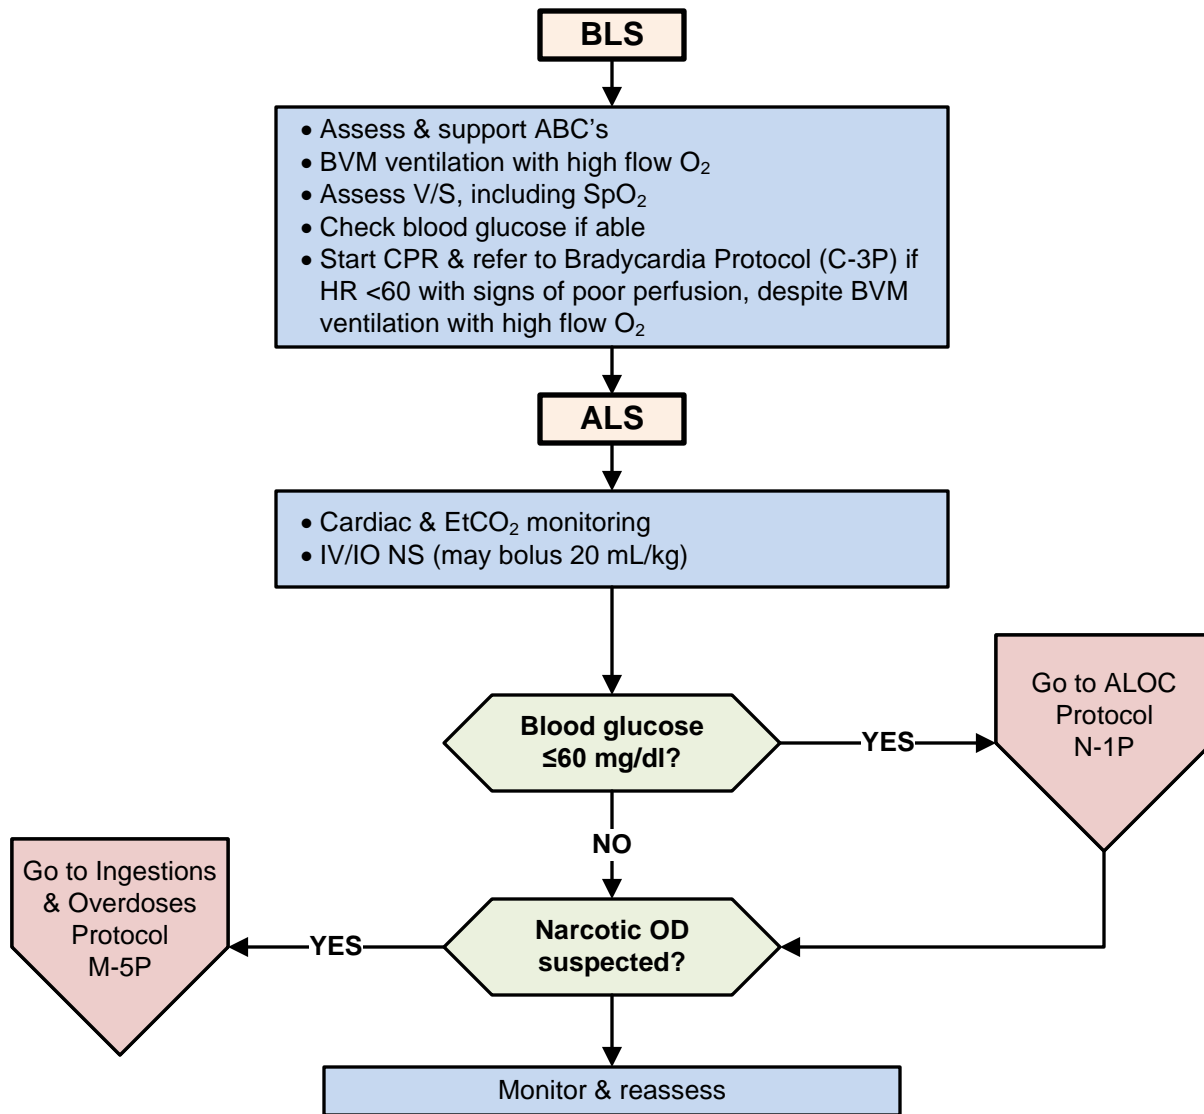 BLS
• Assess & support ABC’s
• BVM ventilation with high flow O₂
• Assess V/S, including SpO₂
• Check blood glucose if able
• Start CPR & refer to Bradycardia Protocol (C-3P) if
HR <60 with signs of poor perfusion, despite BVM
ventilation with high flow O₂
ALS
• Cardiac & EtCO₂ monitoring
• IV/IO NS (may bolus 20 mL/kg)
Blood glucose
≤60 mg/dl?
YES
Go to ALOC
Protocol
N-1P
NO
Narcotic OD
suspected?
YES
Go to Ingestions
& Overdoses
Protocol
M-5P
Monitor & reassess